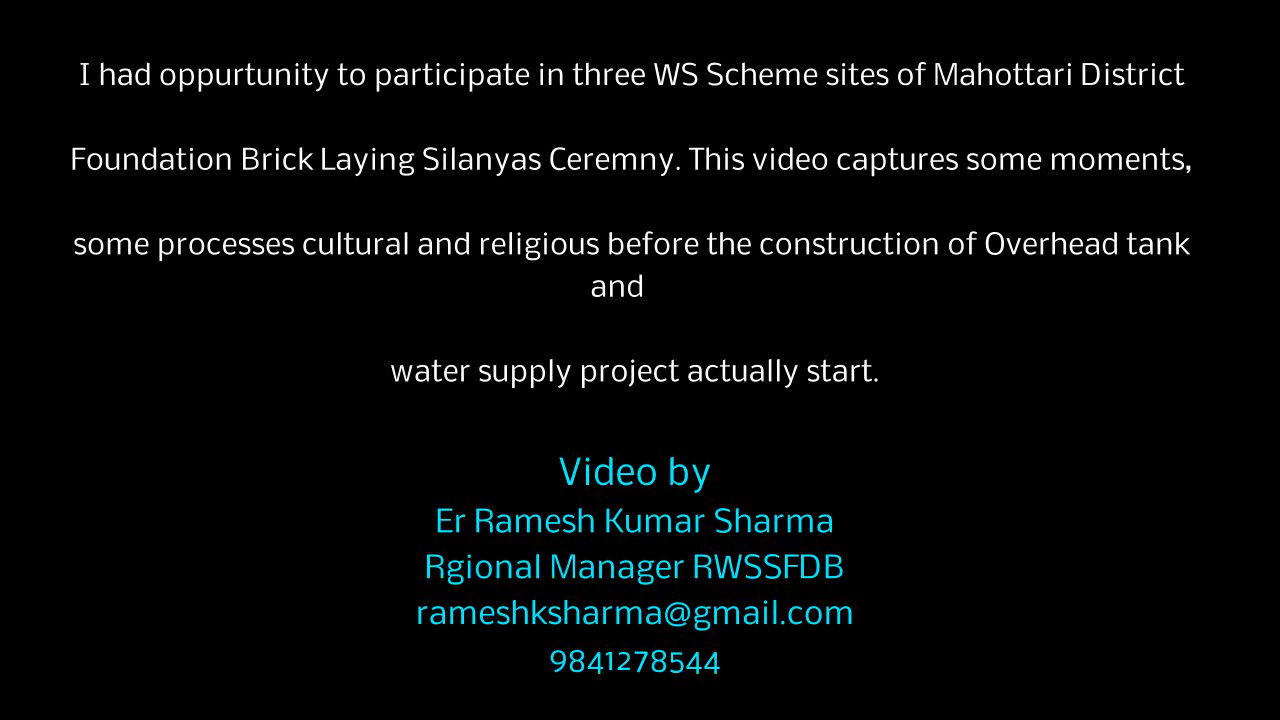 I had oppurtunity to participate in three WS Scheme sites of Mahottari District
Foundation Brick Laying Silanyas Ceremny. This video captures some moments,
some processes cultural and religious before the construction of Overhead tank
and
water supply project actually start.
Video by
Er Ramesh Kumar Sharma
Rgional Manager RWSSFDB
rameshksharma@gmail.com
9841278544